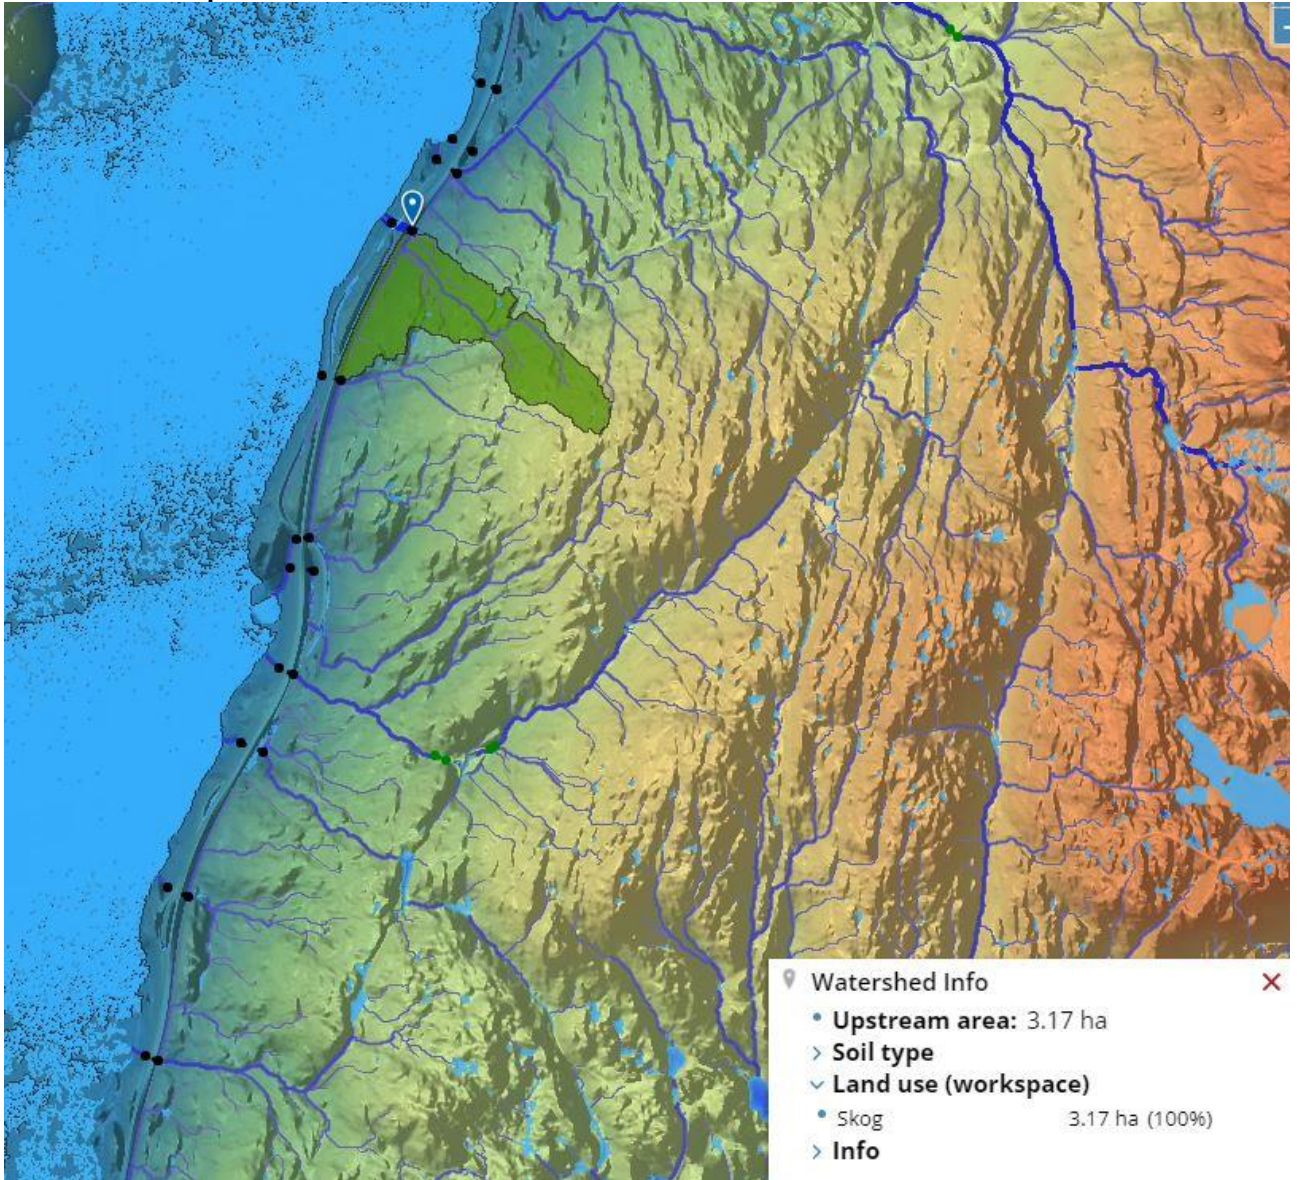 Watershed Info
Upstream area: 3.17 ha
Soil type
Land use (workspace)
Skog 3.17 ha (100%)
Info